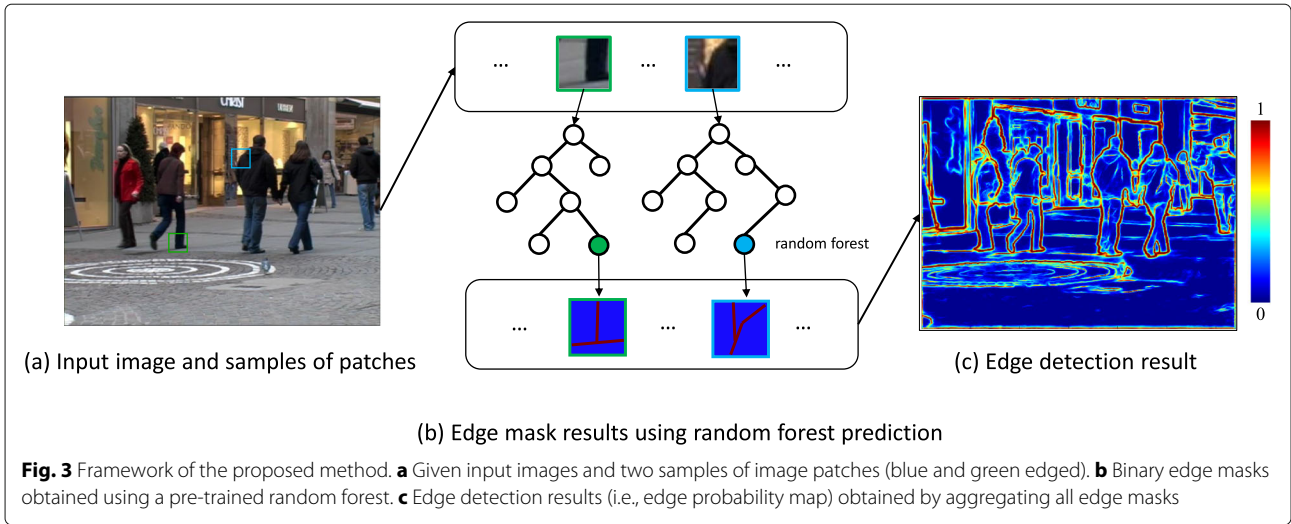 CHRIST
...
...
...
random forest
...
...
...
1
0
(a) Input image and samples of patches
(c) Edge detection result
(b) Edge mask results using random forest prediction
Fig. 3 Framework of the proposed method. a Given input images and two samples of image patches (blue and green edged). b Binary edge masks
obtained using a pre-trained random forest. c Edge detection results (i.e., edge probability map) obtained by aggregating all edge masks